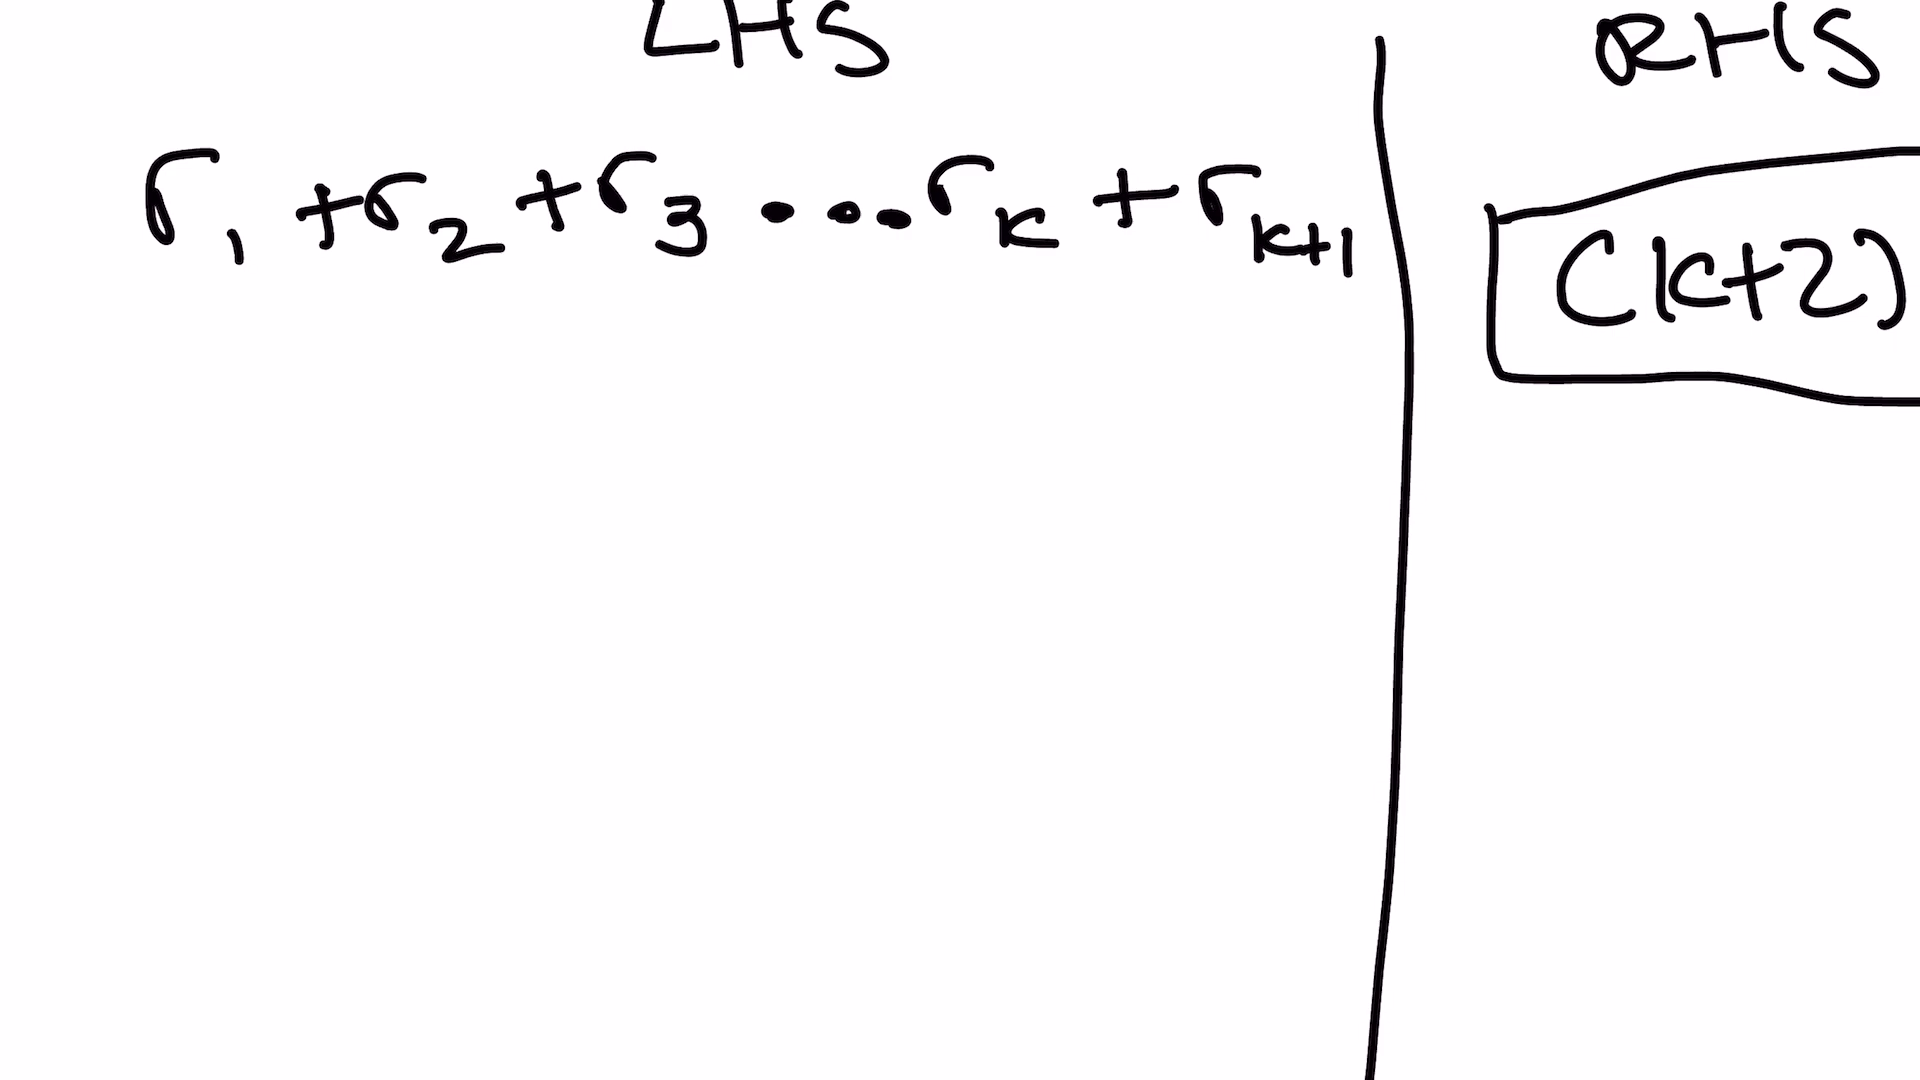 LHS RHS
r₁ + r₂ + r₃ ... rₖ + rₖ₊₁
C(k+2)